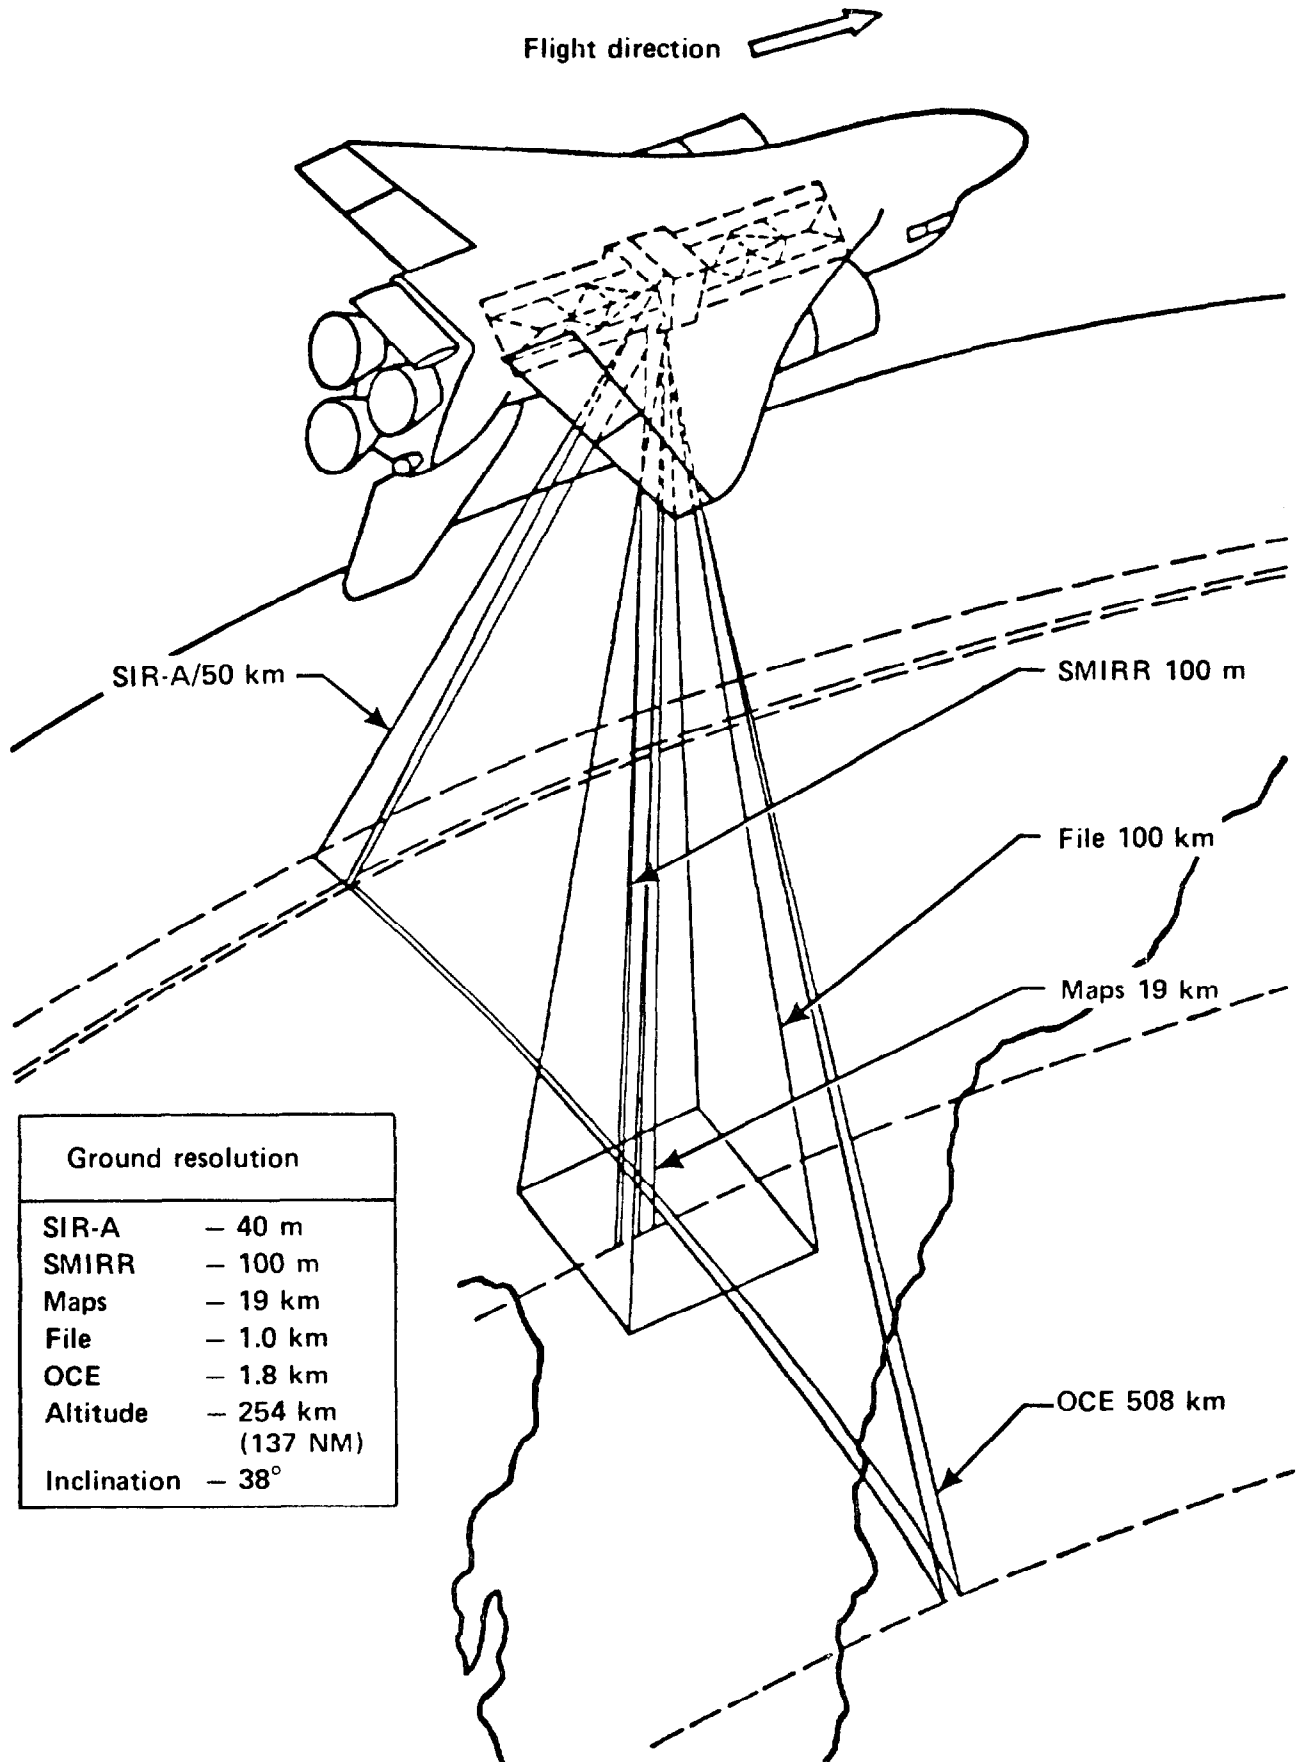 Flight direction
SIR-A/50 km
SMIRR 100 m
File 100 km
Maps 19 km
Ground resolution
SIR-A – 40 m
SMIRR – 100 m
Maps – 19 km
File – 1.0 km
OCE – 1.8 km
Altitude – 254 km
(137 NM)
Inclination – 38°
OCE 508 km